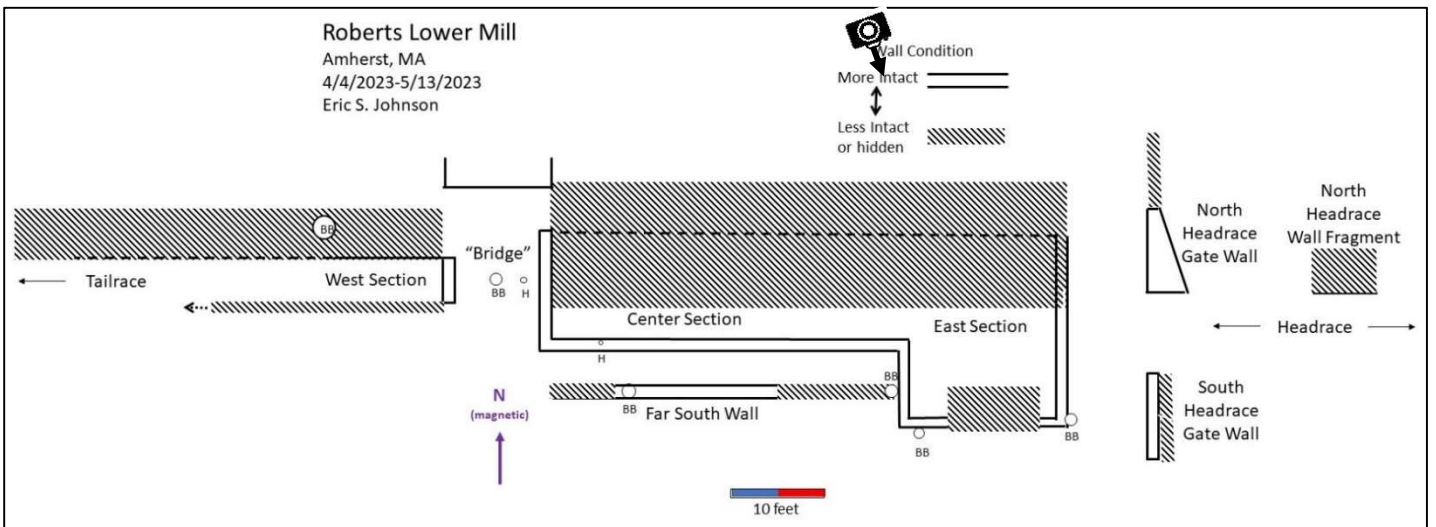 Roberts Lower Mill
Amherst, MA
4/4/2023-5/13/2023
Eric S. Johnson
Wall Condition
More Intact
Less Intact
or hidden
North
Headrace
Gate Wall
North
Headrace
Wall Fragment
BB
"Bridge"
Tailrace
West Section
BB
H
Center Section
East Section
Headrace
H
N
(magnetic)
BB
Far South Wall
BB
BB
BB
South
Headrace
Gate Wall
10 feet